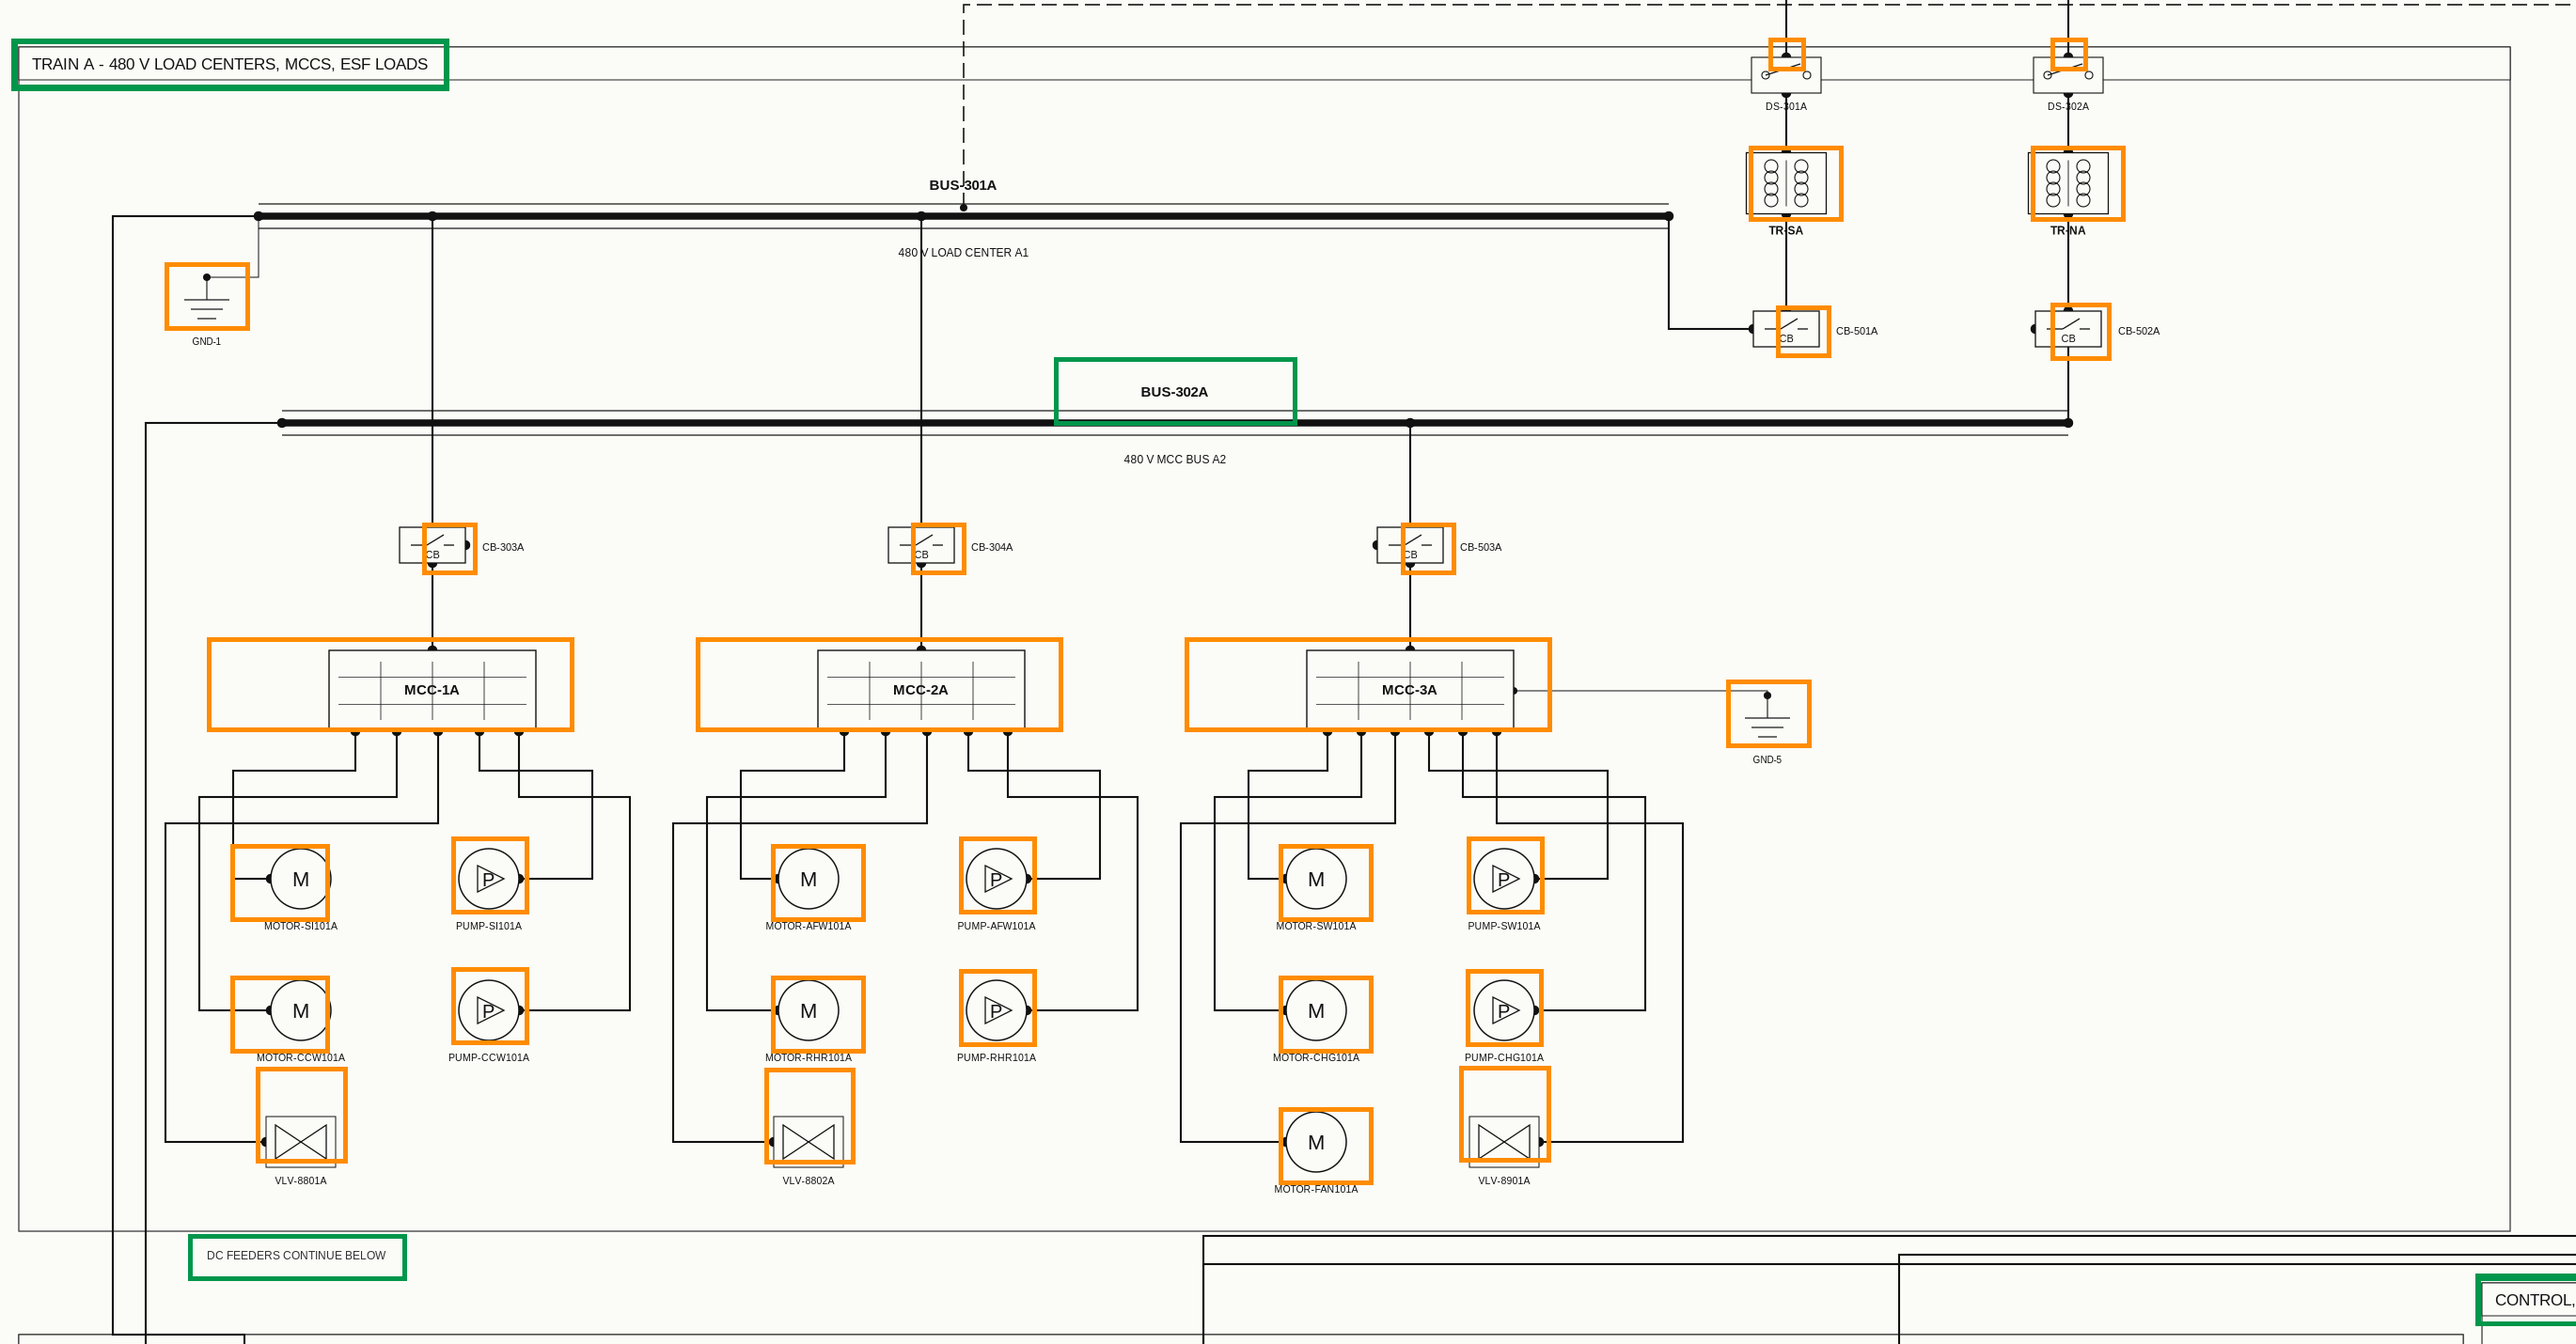 TRAIN A - 480 V LOAD CENTERS, MCCS, ESF LOADS
DS-301A
DS-302A
BUS-301A
TR-SA
TR-NA
480 V LOAD CENTER A1
GND-1
CB
CB-501A
CB
CB-502A
BUS-302A
480 V MCC BUS A2
CB
CB-303A
CB
CB-304A
CB
CB-503A
MCC-1A
MCC-2A
MCC-3A
GND-5
M
P
M
P
M
P
MOTOR-SI101A
PUMP-SI101A
MOTOR-AFW101A
PUMP-AFW101A
MOTOR-SW101A
PUMP-SW101A
M
P
M
P
M
P
MOTOR-CCW101A
PUMP-CCW101A
MOTOR-RHR101A
PUMP-RHR101A
MOTOR-CHG101A
PUMP-CHG101A
M
VLV-8801A
VLV-8802A
MOTOR-FAN101A
VLV-8901A
DC FEEDERS CONTINUE BELOW
CONTROL,